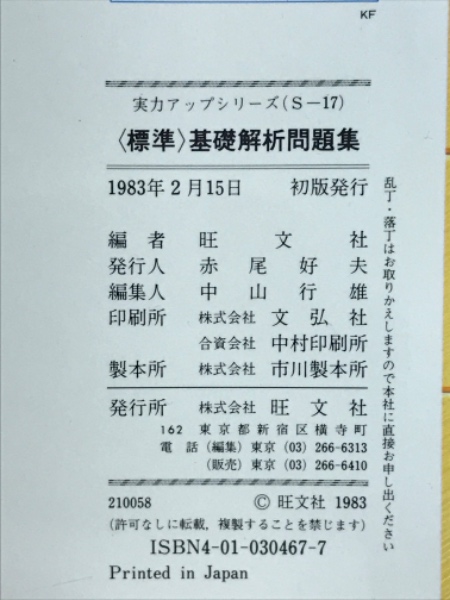 KF
実力アップシリーズ(S−17)
〈標準〉基礎解析問題集
1983年2月15日 初版発行
編者 旺文社
発行人 赤尾好夫
編集人 中山行雄
印刷所 株式会社 文弘社
合資会社 中村印刷所
製本所 株式会社 市川製本所
発行所 株式会社 旺文社
162 東京都新宿区横寺町
電話 (編集) 東京 (03) 266-6313
(販売) 東京 (03) 266-6410
210058 © 旺文社 1983
(許可なしに転載, 複製することを禁じます)
ISBN4-01-030467-7
Printed in Japan
乱丁・落丁はお取りかえしますので本社に直接お申し出ください